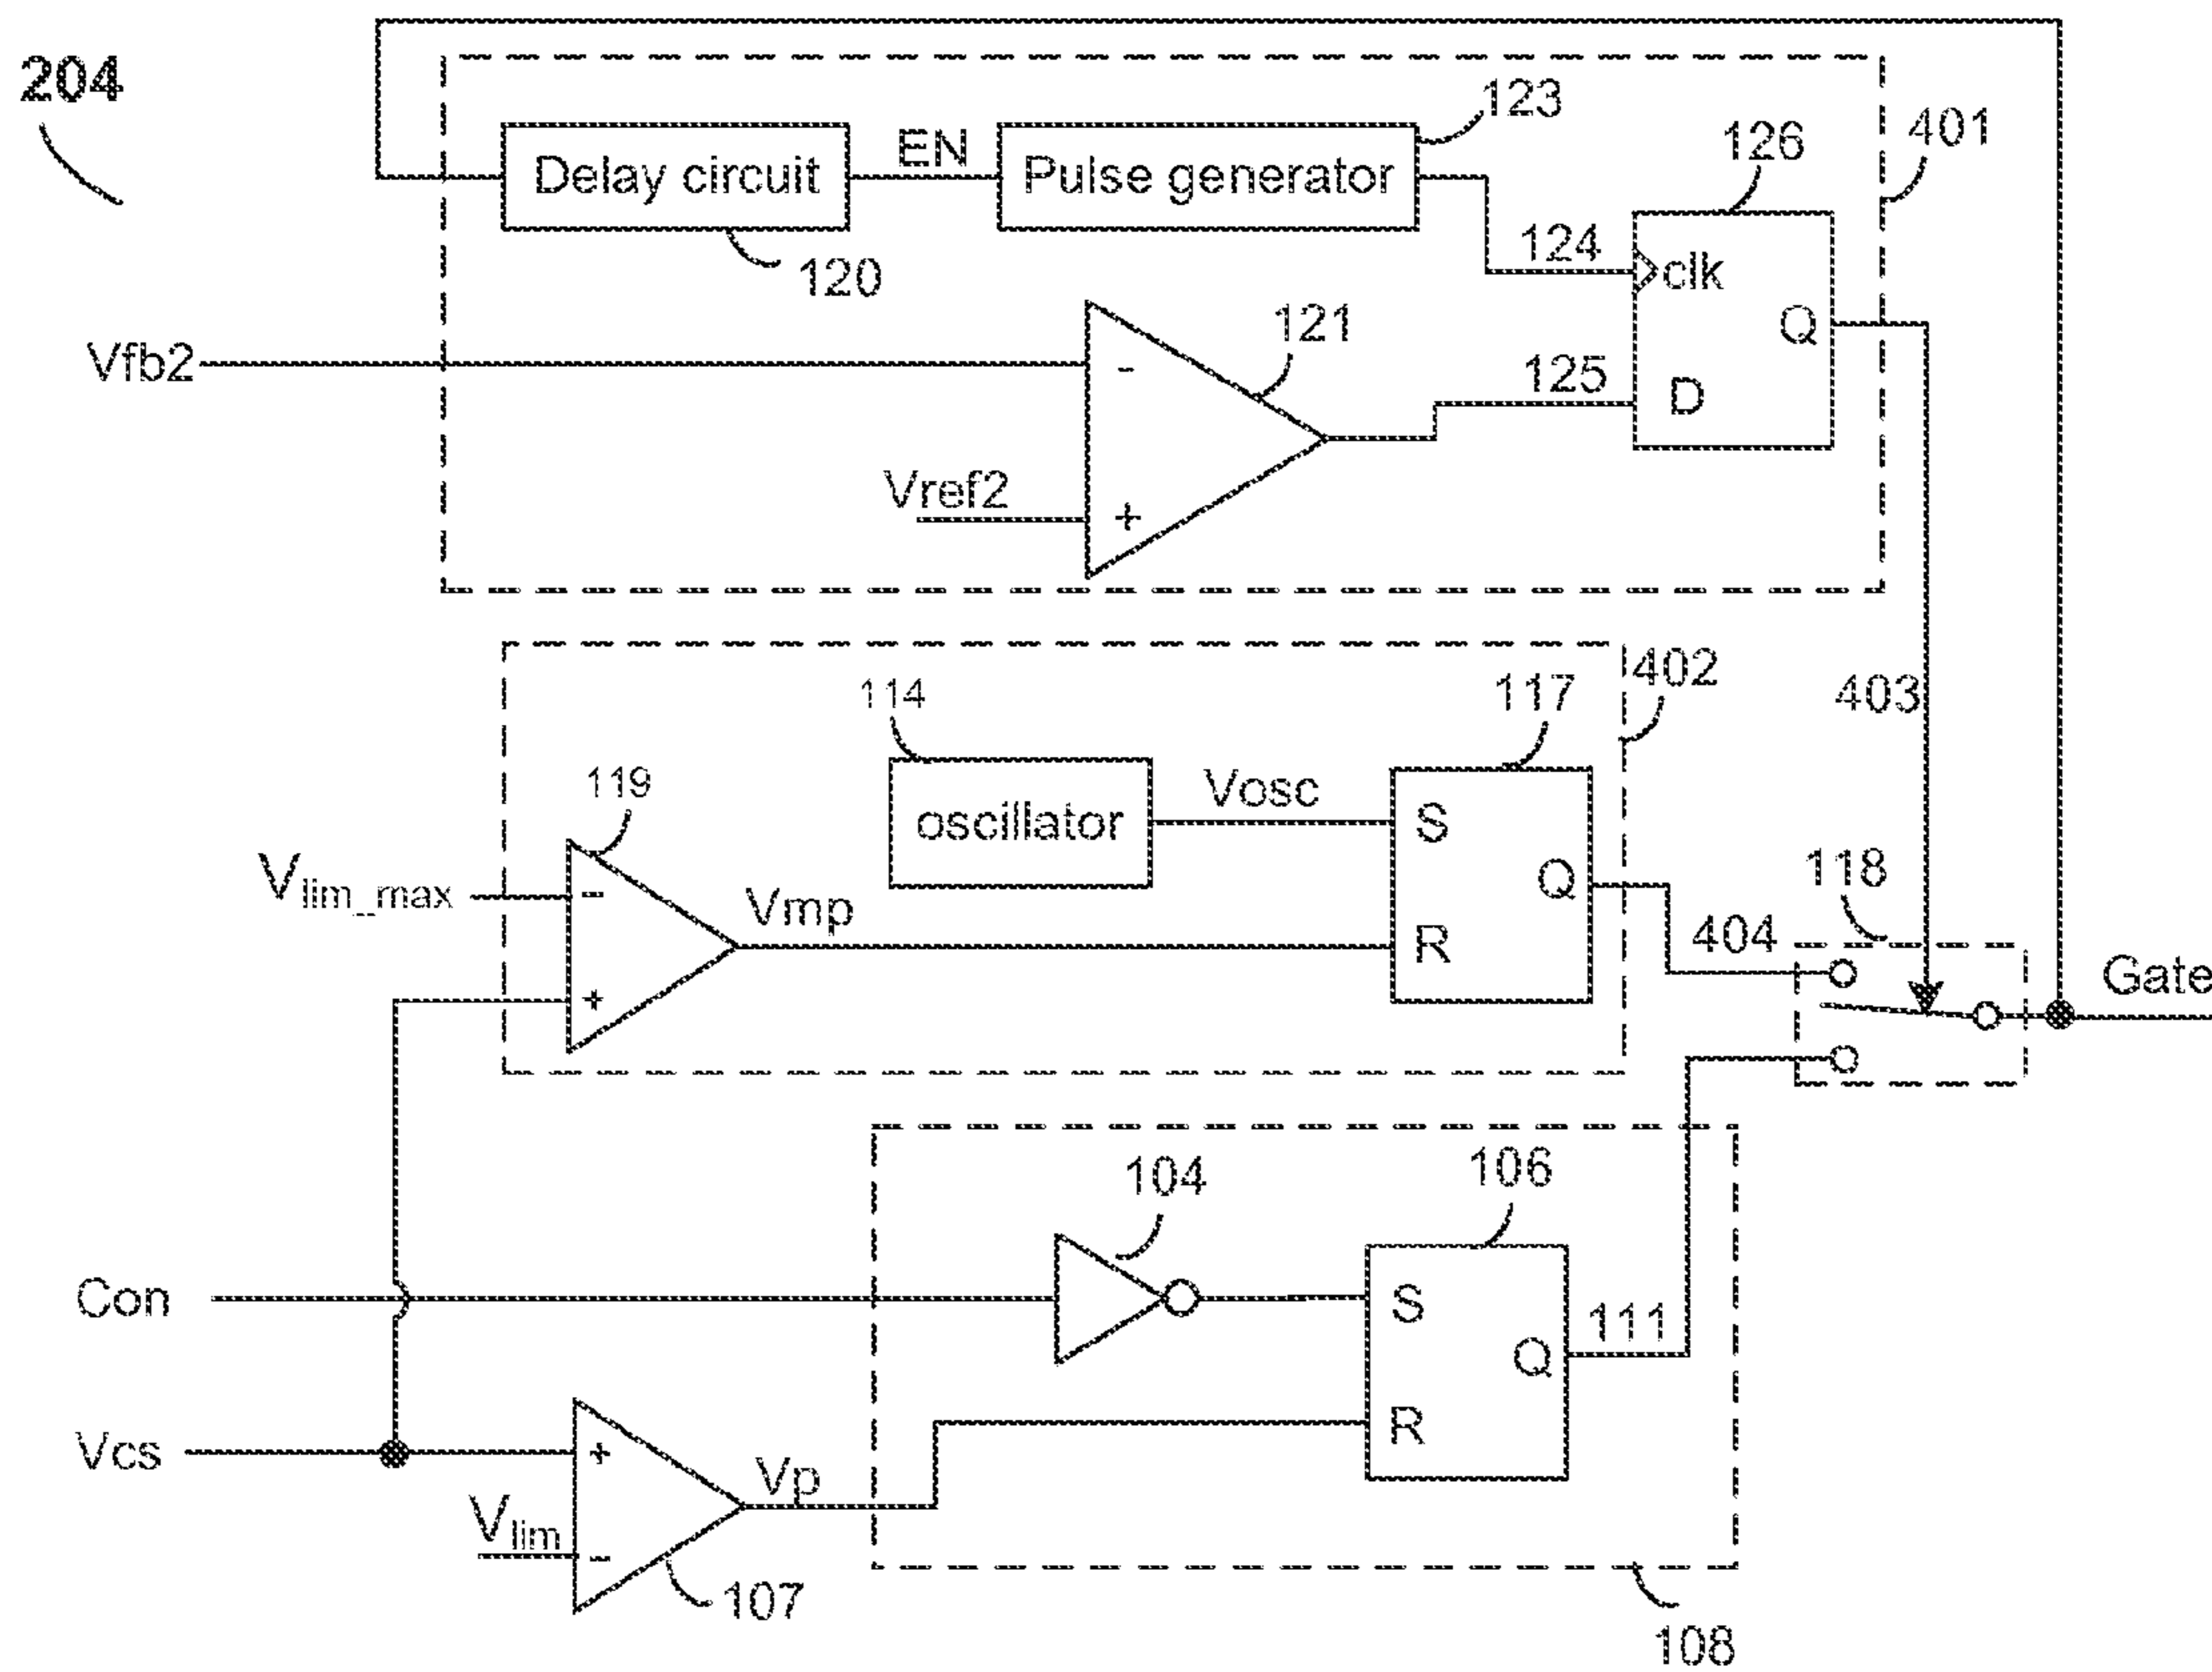 204
123
126
401
Delay circuit
EN
Pulse generator
120
124
clk
Q
121
Vfb2
-
125
D
Vref2
+
402
403
114
117
119
oscillator
Vosc
S
Q
118
Vlim_max
-
Vmp
R
404
Gate
+
104
106
Con
S
111
Q
Vcs
+
Vp
R
Vlim
-
107
108